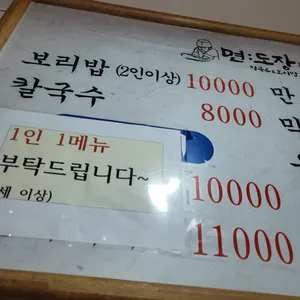 면:도장
보리밥 (2인이상) 10000 만
칼국수 8000
1인 1메뉴
부탁드립니다~
세 이상)
10000
11000